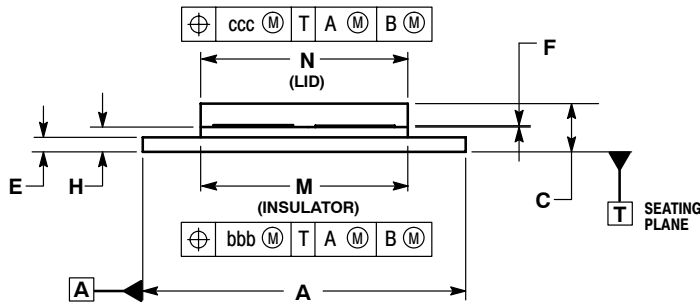 ⌖ ccc Ⓜ T A Ⓜ B Ⓜ
F
N
(LID)
E
H
M
(INSULATOR)
C
T
SEATING
PLANE
⌖ bbb Ⓜ T A Ⓜ B Ⓜ
A
A